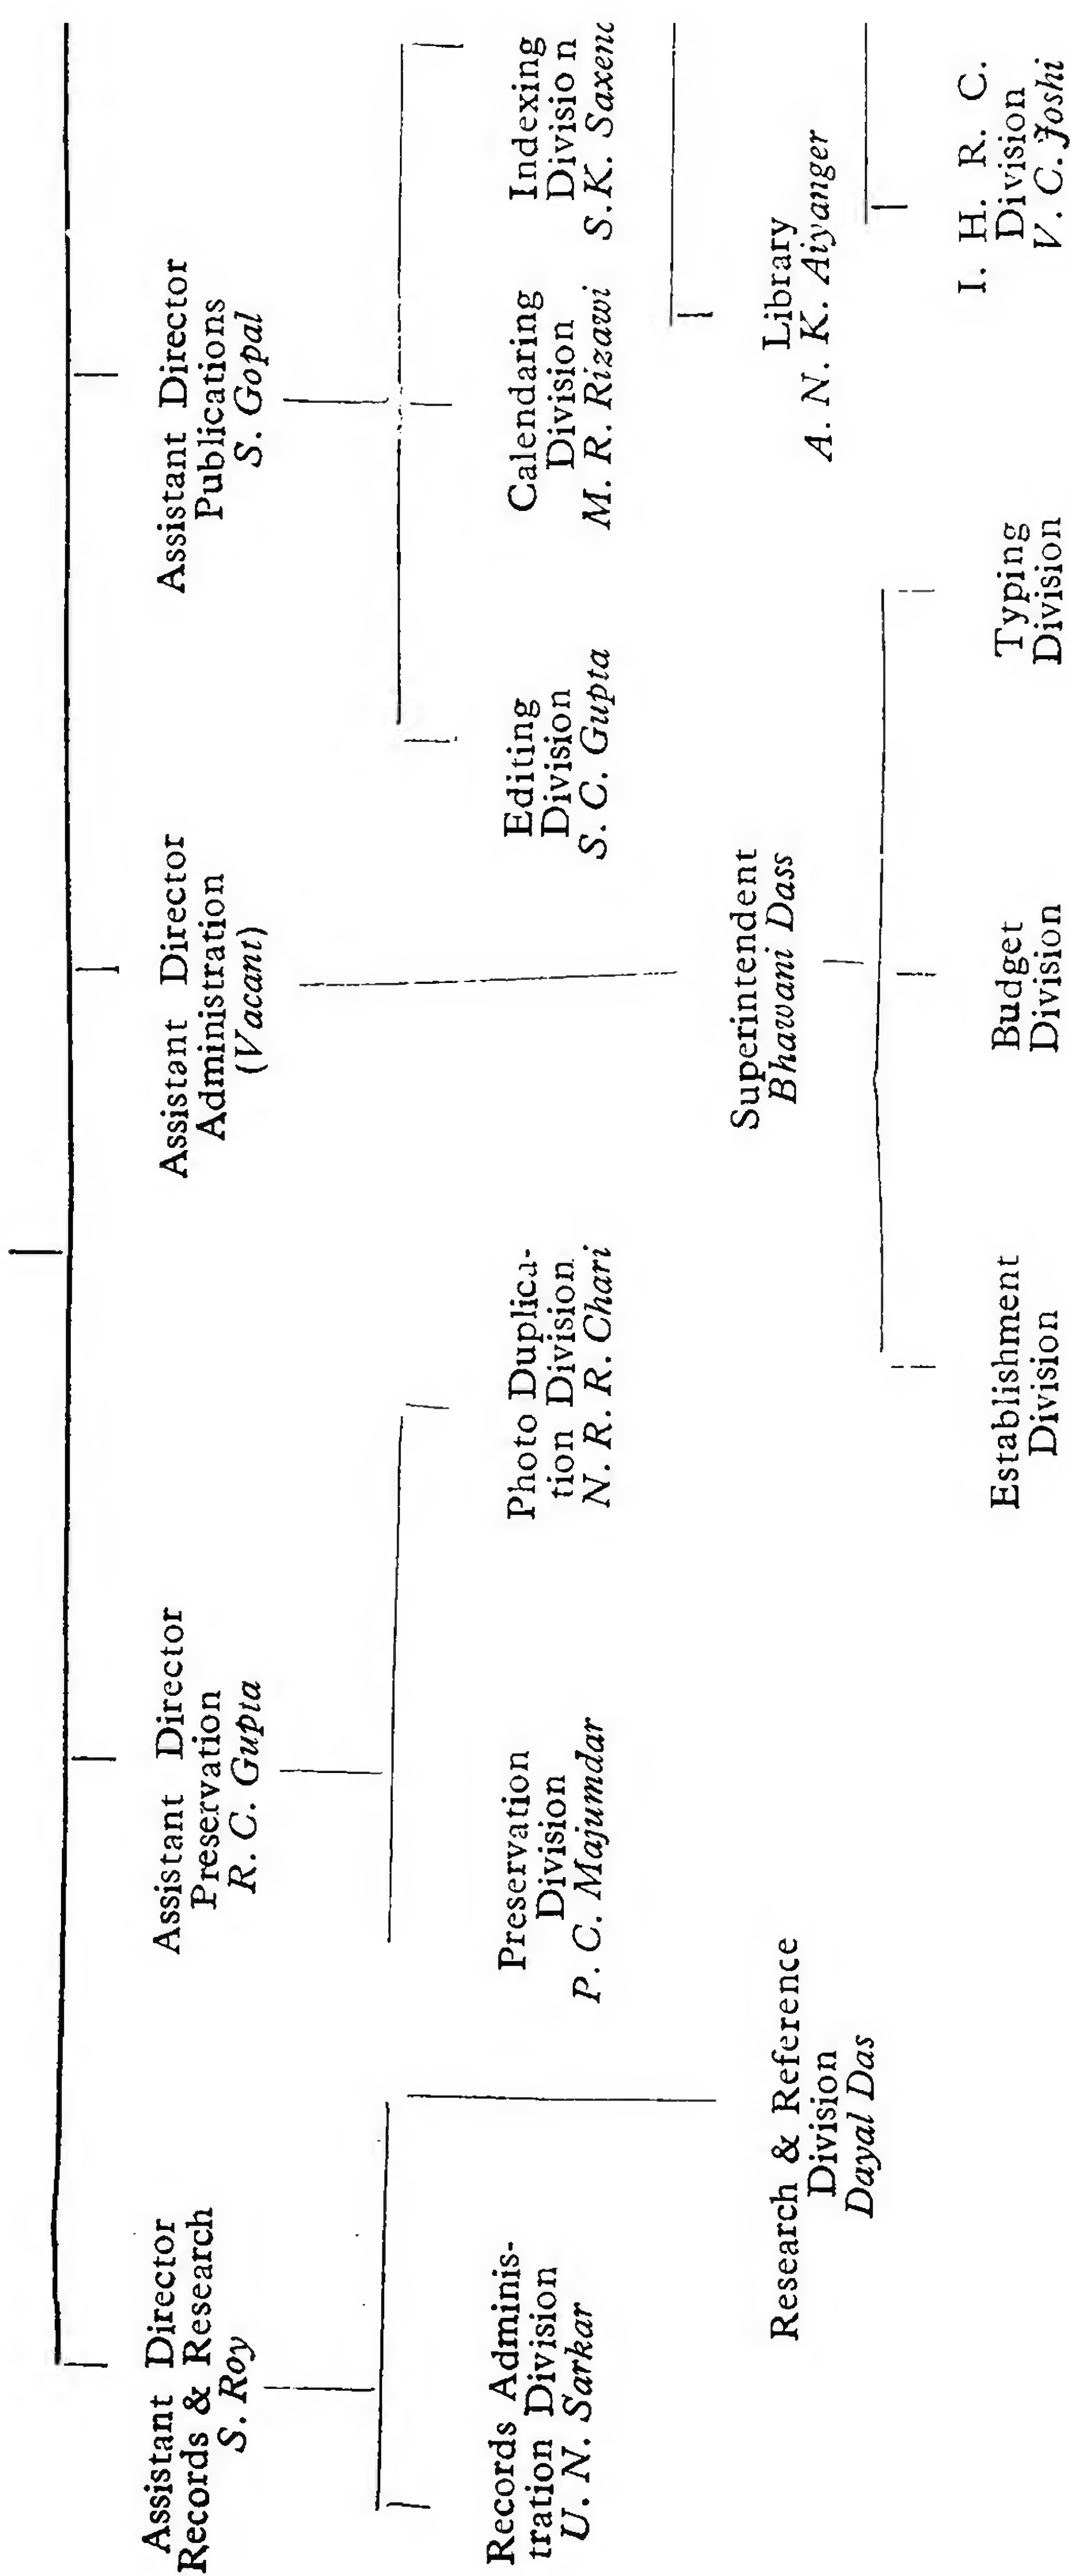 Assistant Director
Records & Research
S. Roy
Assistant Director
Preservation
R. C. Gupta
Assistant Director
Administration
(Vacant)
Assistant Director
Publications
S. Gopal
Records Adminis-
tration Division
U. N. Sarkar
Preservation
Division
P. C. Majumdar
Photo Duplica-
tion Division
N. R. R. Chari
Editing
Division
S. C. Gupta
Calendaring
Division
M. R. Rizawi
Indexing
Division
S. K. Saxena
Research & Reference
Division
Dayal Das
Superintendent
Bhawani Dass
Library
A. N. K. Aiyanger
Establishment
Division
Budget
Division
Typing
Division
I. H. R. C.
Division
V. C. Joshi